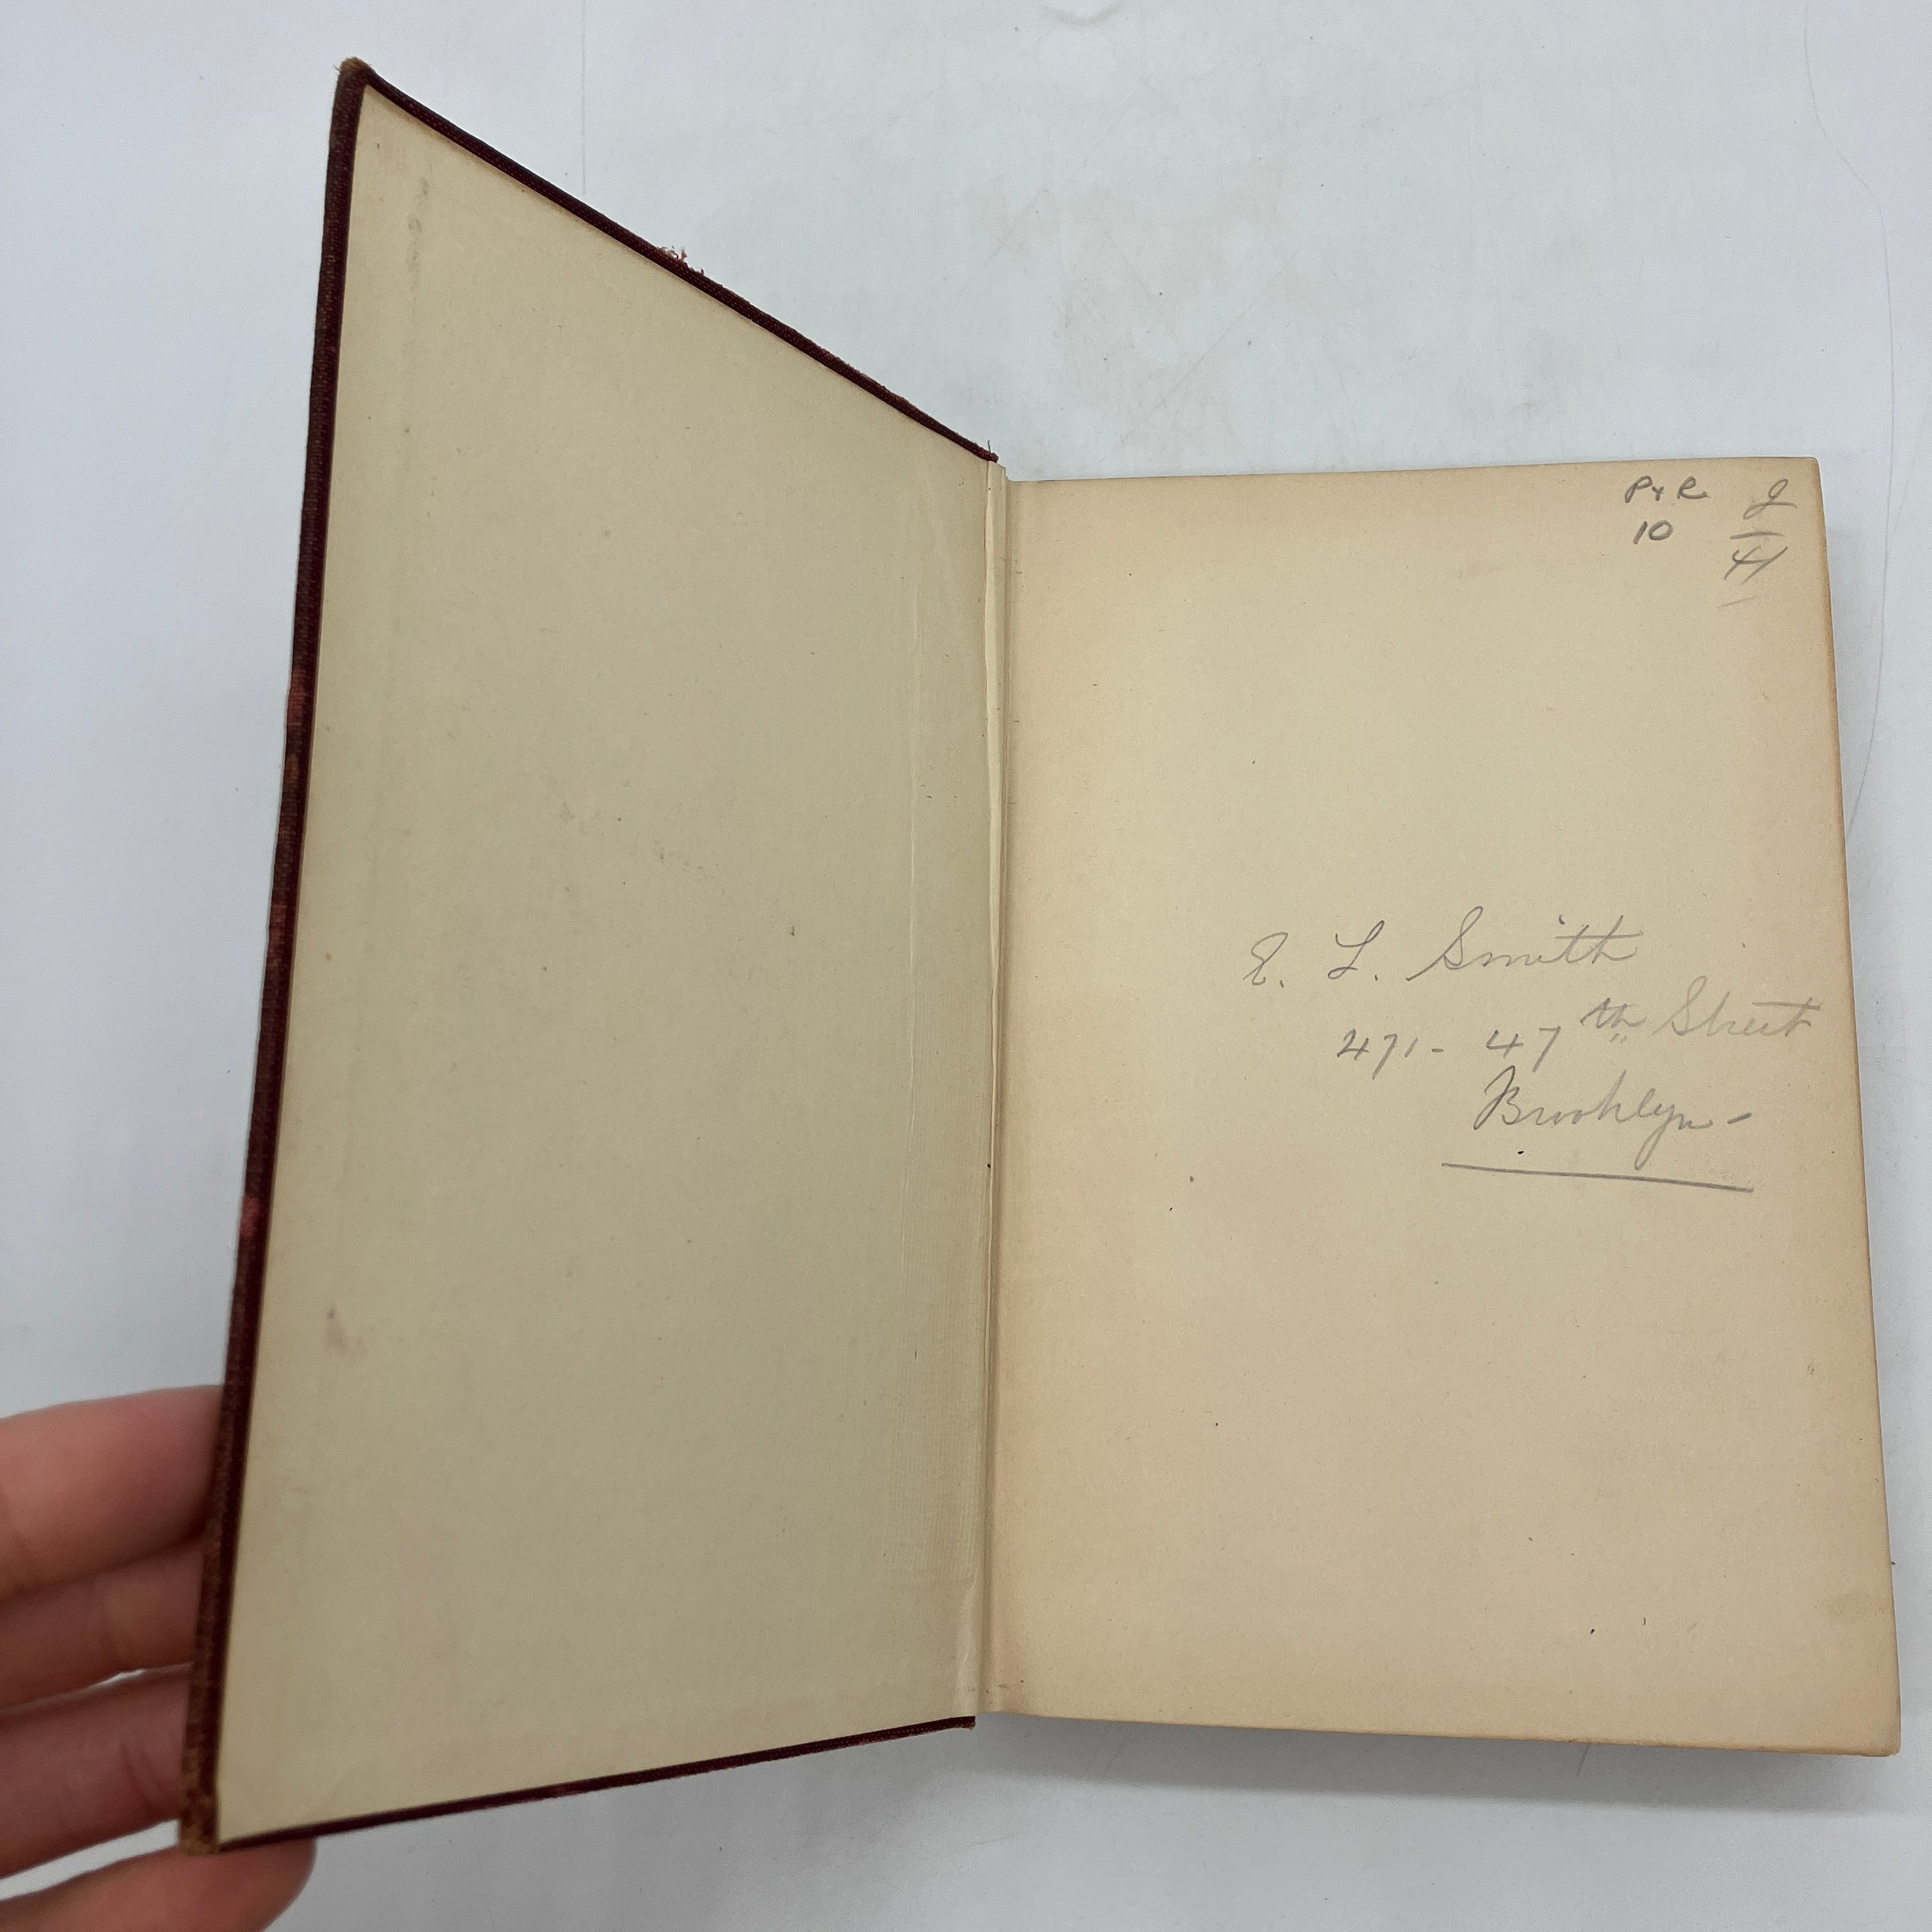 P & R
10
E. L. Smith
471 - 47th Street
Brooklyn -